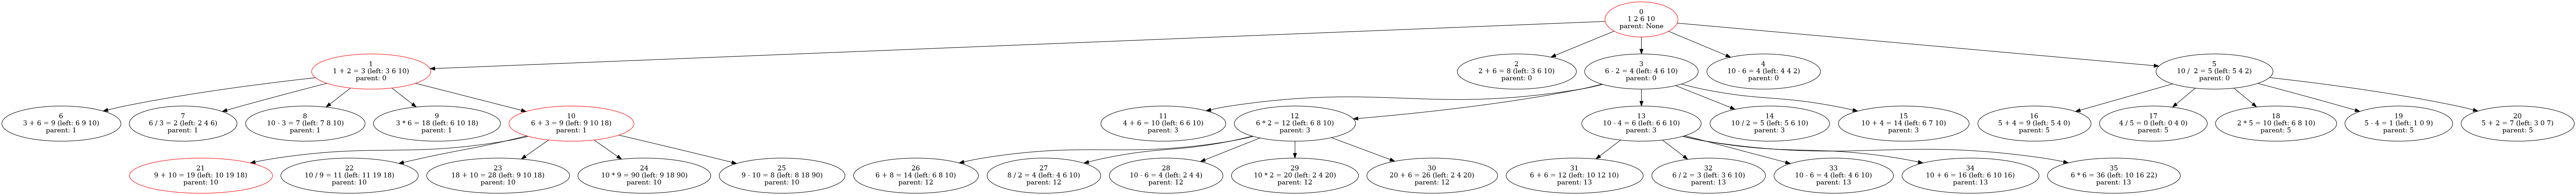 0
1 2 6 10
parent: None
1
1 + 2 = 3 (left: 3 6 10)
parent: 0
2
2 + 6 = 8 (left: 3 6 10)
parent: 0
3
6 - 2 = 4 (left: 4 6 10)
parent: 0
4
10 - 6 = 4 (left: 4 4 2)
parent: 0
5
10 / 2 = 5 (left: 5 4 2)
parent: 0
6
3 + 6 = 9 (left: 6 9 10)
parent: 1
7
6 / 3 = 2 (left: 2 4 6)
parent: 1
8
10 - 3 = 7 (left: 7 8 10)
parent: 1
9
3 * 6 = 18 (left: 6 10 18)
parent: 1
10
6 + 3 = 9 (left: 9 10 18)
parent: 1
11
4 + 6 = 10 (left: 6 6 10)
parent: 3
12
6 * 2 = 12 (left: 6 8 10)
parent: 3
13
10 - 4 = 6 (left: 6 6 10)
parent: 3
14
10 / 2 = 5 (left: 5 6 10)
parent: 3
15
10 + 4 = 14 (left: 6 7 10)
parent: 3
16
5 + 4 = 9 (left: 5 4 0)
parent: 5
17
4 / 5 = 0 (left: 0 4 0)
parent: 5
18
2 * 5 = 10 (left: 6 8 10)
parent: 5
19
5 - 4 = 1 (left: 1 0 9)
parent: 5
20
5 + 2 = 7 (left: 3 0 7)
parent: 5
21
9 + 10 = 19 (left: 10 19 18)
parent: 10
22
10 / 9 = 11 (left: 11 19 18)
parent: 10
23
18 + 10 = 28 (left: 9 10 18)
parent: 10
24
10 * 9 = 90 (left: 9 18 90)
parent: 10
25
9 - 10 = 8 (left: 8 18 90)
parent: 10
26
6 + 8 = 14 (left: 6 8 10)
parent: 12
27
8 / 2 = 4 (left: 4 6 10)
parent: 12
28
10 - 6 = 4 (left: 2 4 4)
parent: 12
29
10 * 2 = 20 (left: 2 4 20)
parent: 12
30
20 + 6 = 26 (left: 2 4 20)
parent: 12
31
6 + 6 = 12 (left: 10 12 10)
parent: 13
32
6 / 2 = 3 (left: 3 6 10)
parent: 13
33
10 - 6 = 4 (left: 4 6 10)
parent: 13
34
10 + 6 = 16 (left: 6 10 16)
parent: 13
35
6 * 6 = 36 (left: 10 16 22)
parent: 13